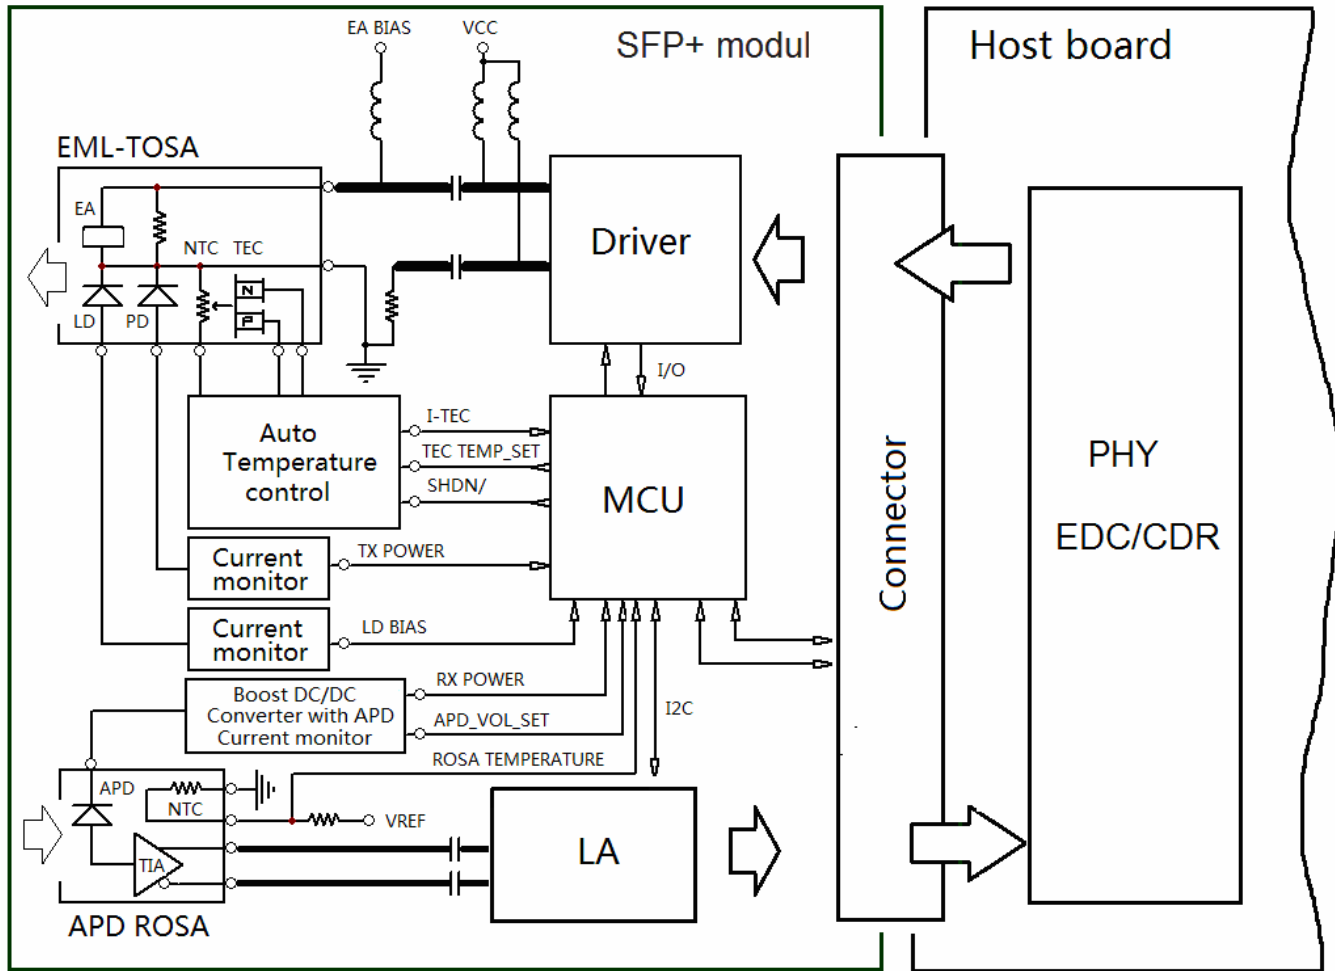 EA BIAS
VCC
SFP+ modul
Host board
EML-TOSA
EA
NTC TEC
Driver
N
P
LD
PD
I/O
Auto
Temperature
control
I-TEC
TEC TEMP_SET
SHDN/
MCU
Connector
PHY
EDC/CDR
Current
monitor
TX POWER
Current
monitor
LD BIAS
Boost DC/DC
Converter with APD
Current monitor
RX POWER
APD_VOL_SET
I2C
ROSA TEMPERATURE
APD
NTC
VREF
TIA
LA
APD ROSA